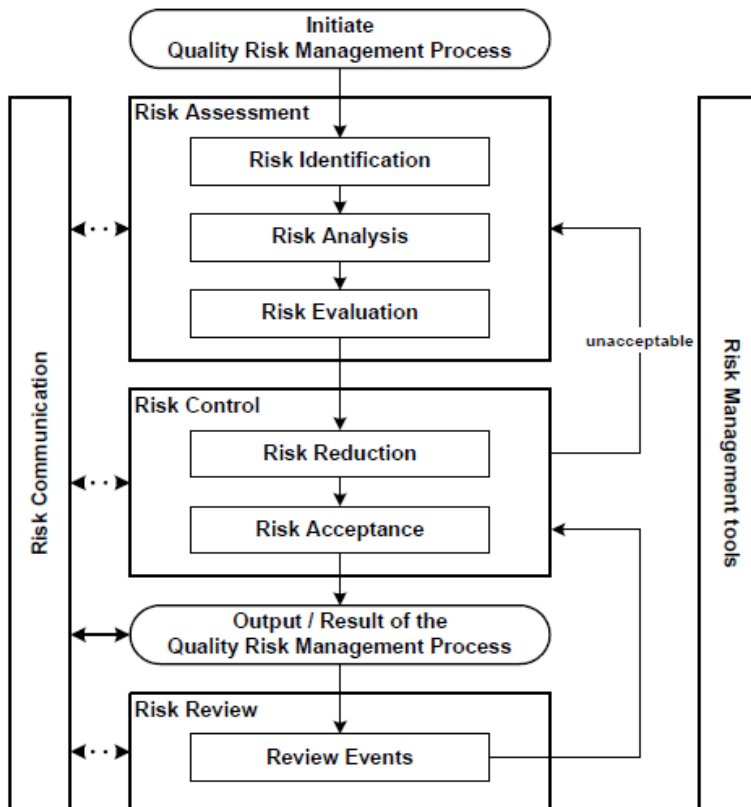 Initiate
Quality Risk Management Process
Risk Assessment
Risk Identification
Risk Analysis
Risk Evaluation
unacceptable
Risk Communication
Risk Management tools
Risk Control
Risk Reduction
Risk Acceptance
Output / Result of the
Quality Risk Management Process
Risk Review
Review Events